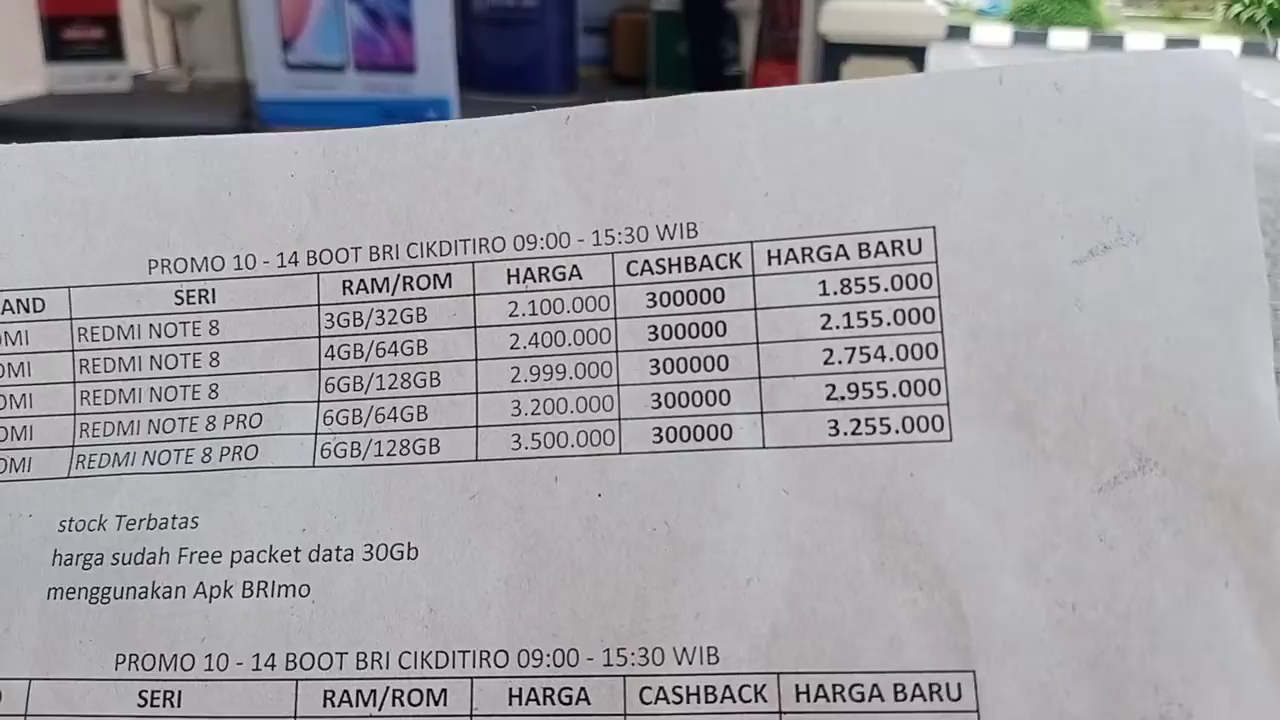 PROMO 10 - 14 BOOT BRI CIKDITIRO 09:00 - 15:30 WIB
AND SERI RAM/ROM HARGA CASHBACK HARGA BARU
OMI REDMI NOTE 8 3GB/32GB 2.100.000 300000 1.855.000
OMI REDMI NOTE 8 4GB/64GB 2.400.000 300000 2.155.000
OMI REDMI NOTE 8 6GB/128GB 2.999.000 300000 2.754.000
OMI REDMI NOTE 8 PRO 6GB/64GB 3.200.000 300000 2.955.000
OMI REDMI NOTE 8 PRO 6GB/128GB 3.500.000 300000 3.255.000
stock Terbatas
harga sudah Free packet data 30Gb
menggunakan Apk BRImo
PROMO 10 - 14 BOOT BRI CIKDITIRO 09:00 - 15:30 WIB
SERI RAM/ROM HARGA CASHBACK HARGA BARU